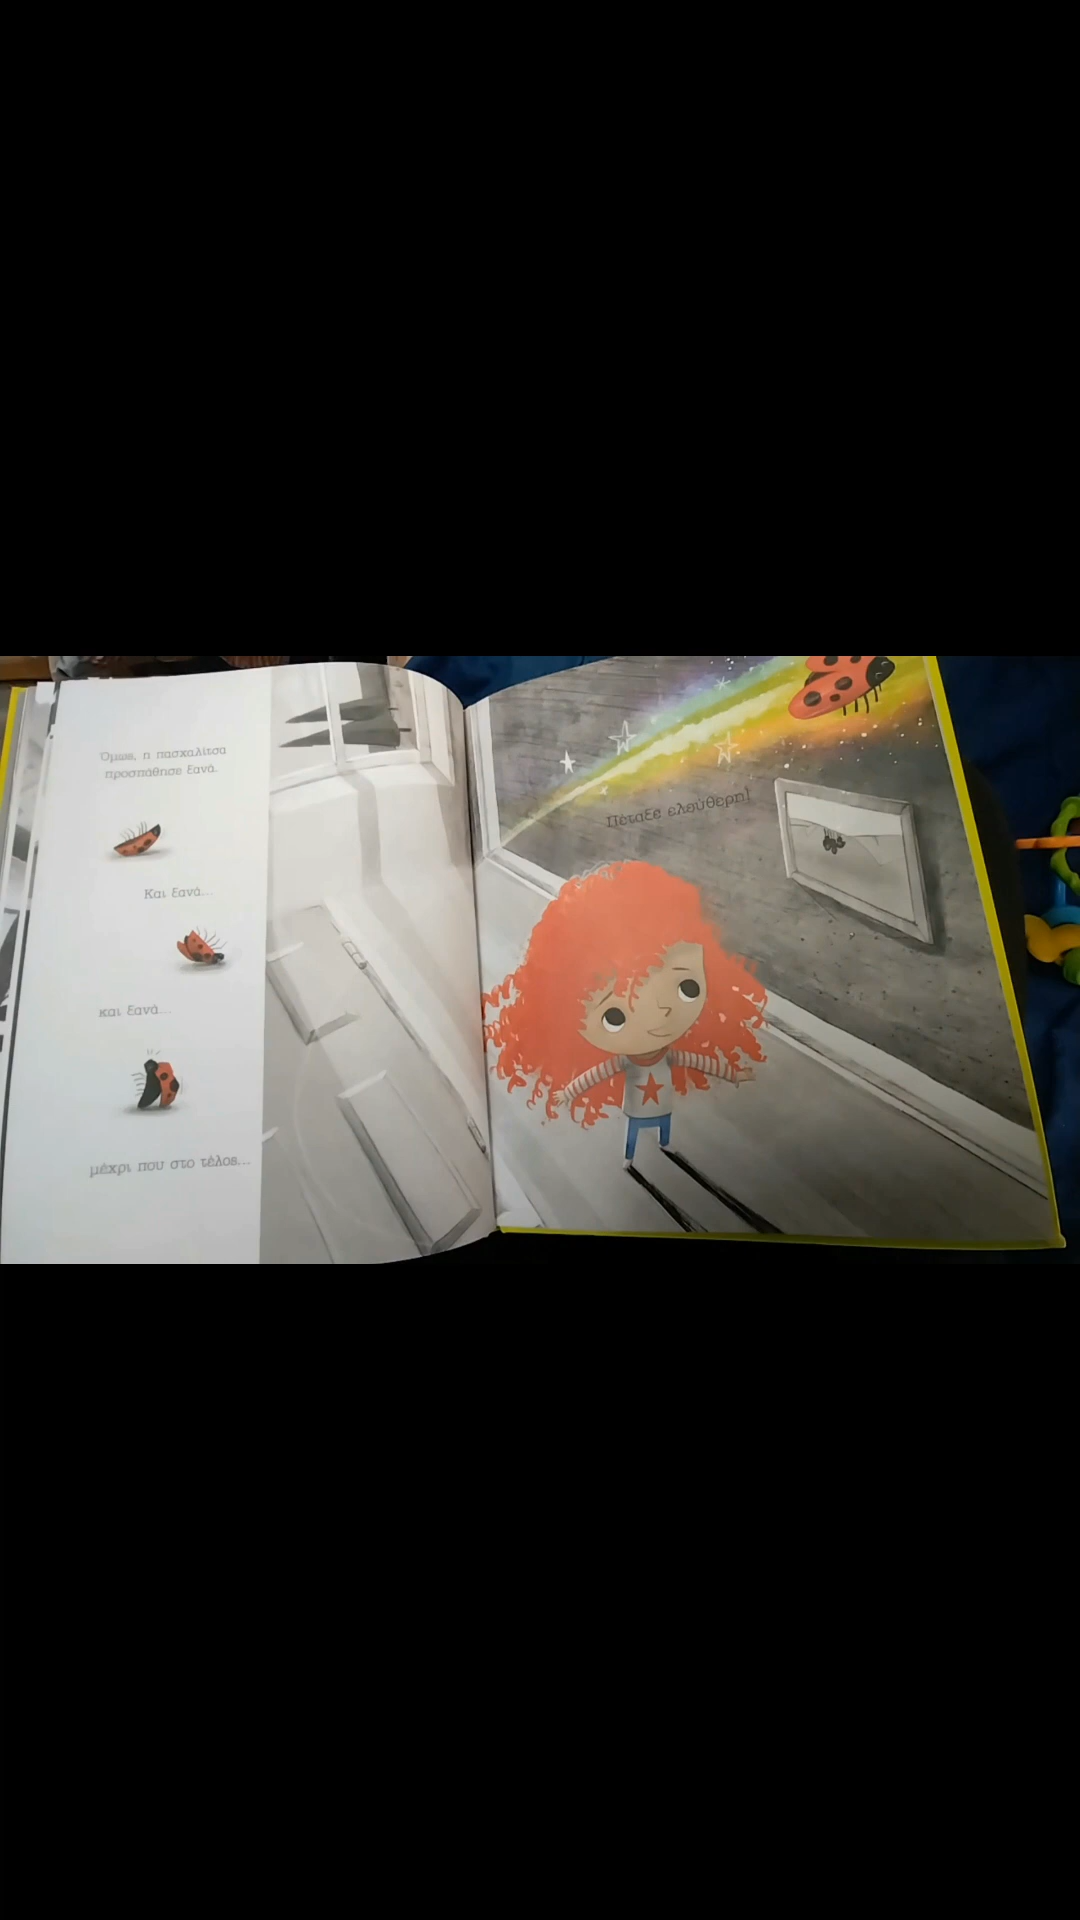 Όμως, η πασχαλίτσα
προσπάθησε ξανά.
Και ξανά...
και ξανά...
μέχρι που στο τέλος...
Πέταξε ελεύθερη!